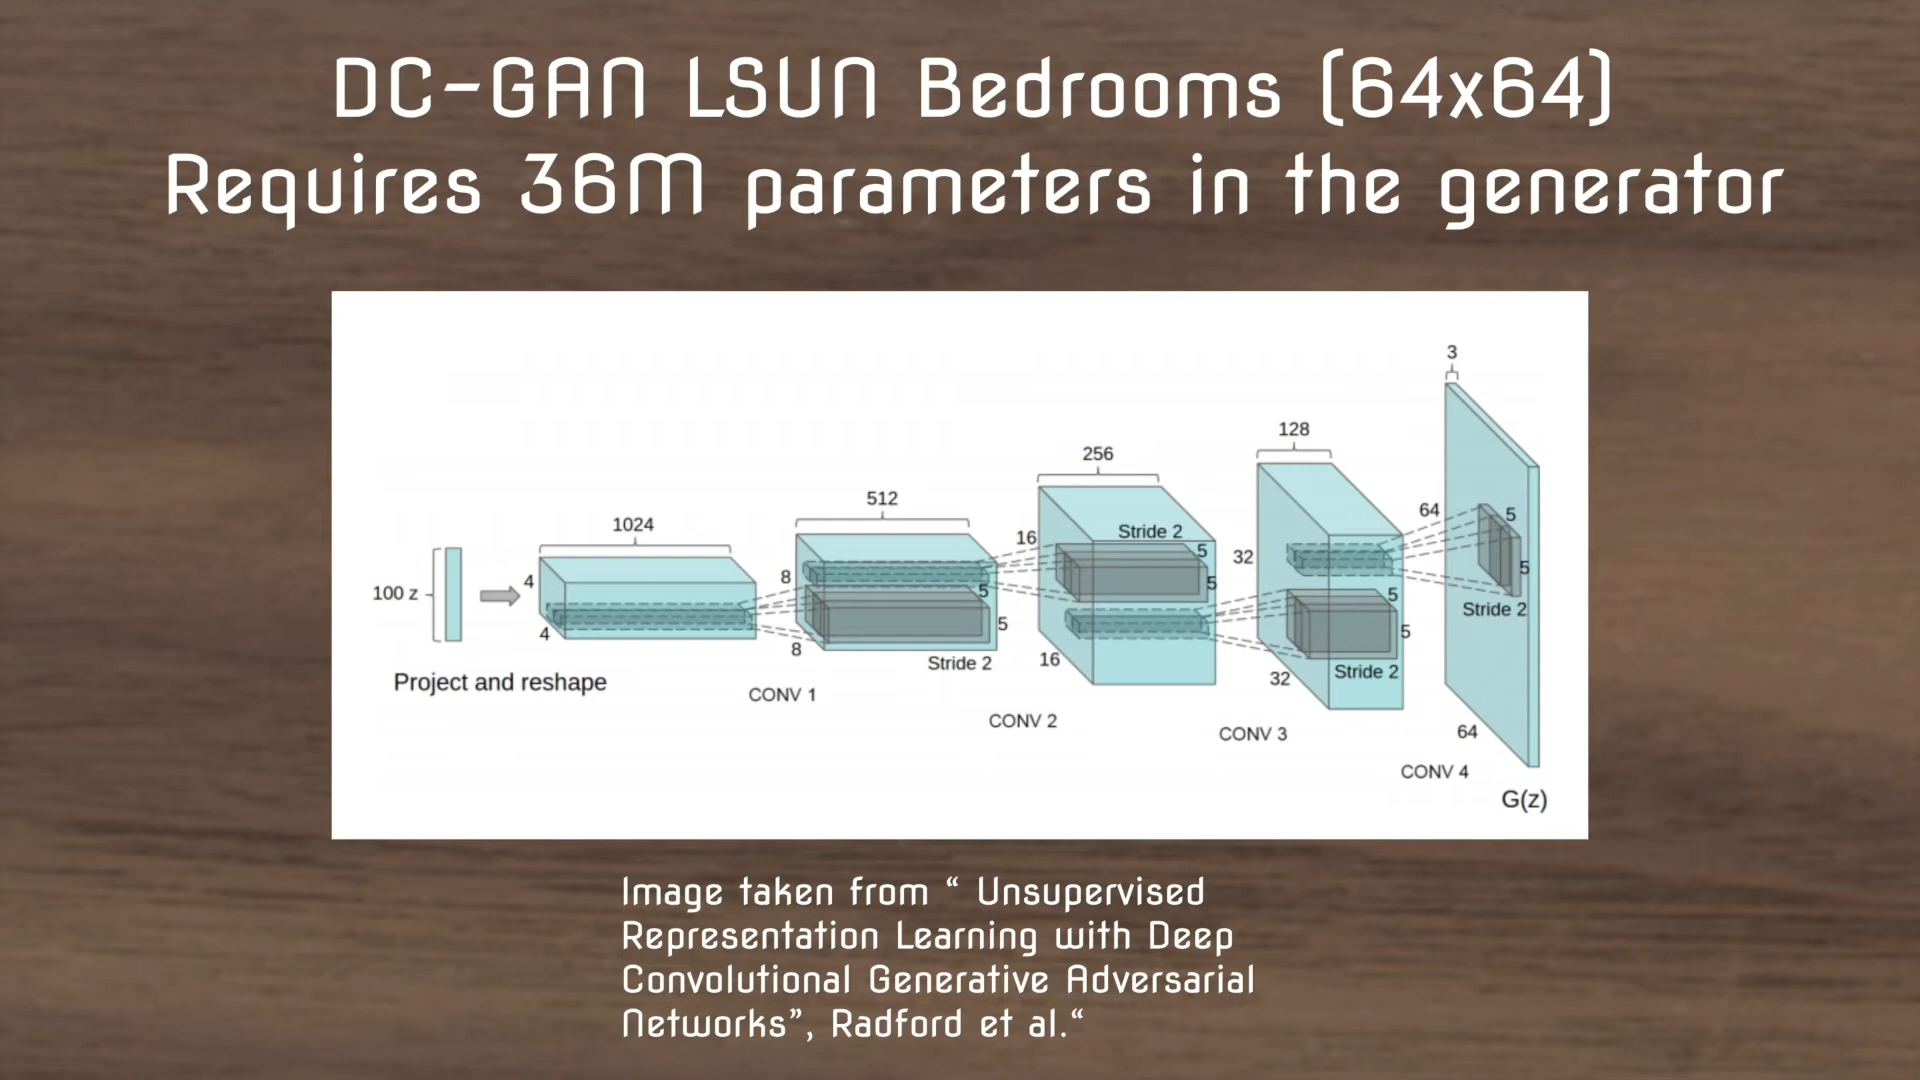 DC-GAN LSUN Bedrooms (64x64)
Requires 36M parameters in the generator
3
128
256
512
1024
64
5
5
Stride 2
16
Stride 2
5
5
32
8
5
5
Stride 2
4
100 z
4
8
16
32
5
5
Stride 2
64
Project and reshape
CONV 1
CONV 2
CONV 3
CONV 4
G(z)
Image taken from “ Unsupervised
Representation Learning with Deep
Convolutional Generative Adversarial
Networks”, Radford et al.“